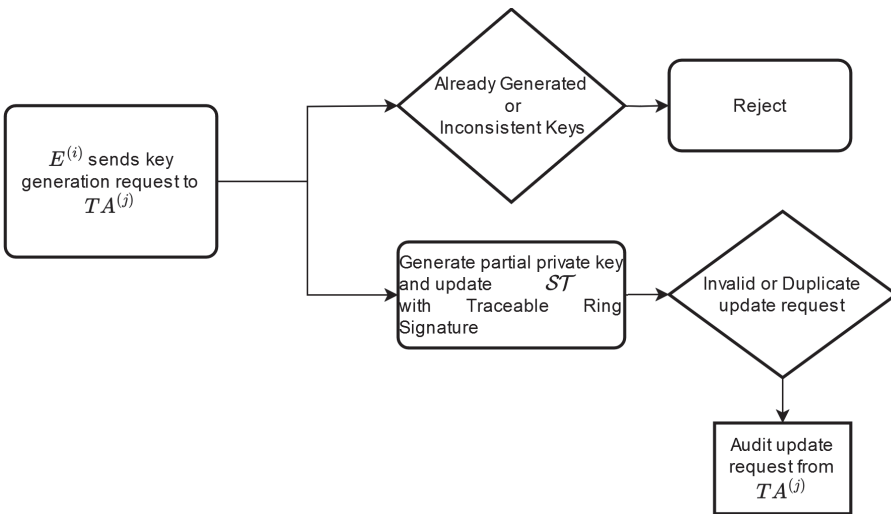 E^(i) sends key
generation request to
TA^(j)
Already Generated
or
Inconsistent Keys
Reject
Generate partial private key
and update 𝒮𝒯
with Traceable Ring
Signature
Invalid or Duplicate
update request
Audit update
request from
TA^(j)